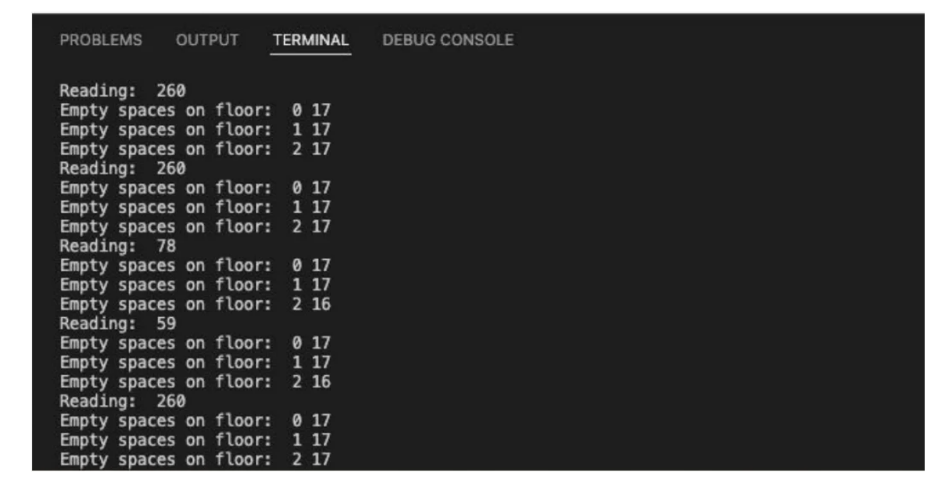 PROBLEMS OUTPUT TERMINAL DEBUG CONSOLE
Reading:  260
Empty spaces on floor:  0 17
Empty spaces on floor:  1 17
Empty spaces on floor:  2 17
Reading:  260
Empty spaces on floor:  0 17
Empty spaces on floor:  1 17
Empty spaces on floor:  2 17
Reading:  78
Empty spaces on floor:  0 17
Empty spaces on floor:  1 17
Empty spaces on floor:  2 16
Reading:  59
Empty spaces on floor:  0 17
Empty spaces on floor:  1 17
Empty spaces on floor:  2 16
Reading:  260
Empty spaces on floor:  0 17
Empty spaces on floor:  1 17
Empty spaces on floor:  2 17